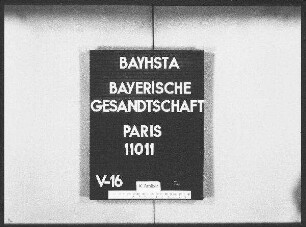 BAYHSTA
BAYERISCHE
GESANDTSCHAFT
PARIS
11011
V-16